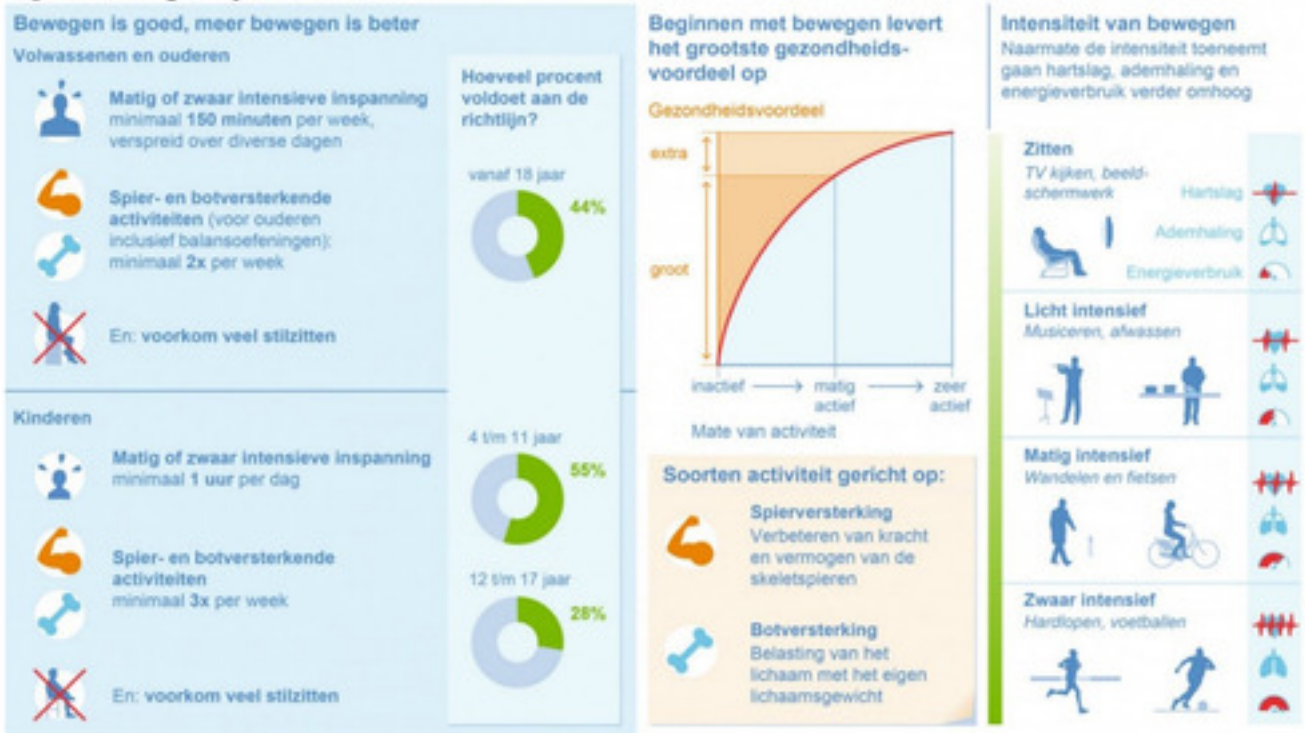 Bewegen is goed, meer bewegen is beter
Volwassenen en ouderen
Matig of zwaar intensieve inspanning
minimaal 150 minuten per week,
verspreid over diverse dagen
Spier- en botversterkende
activiteiten (voor ouderen
inclusief balansoefeningen):
minimaal 2x per week
En: voorkom veel stilzitten
Hoeveel procent
voldoet aan de
richtlijn?
vanaf 18 jaar
44%
Kinderen
Matig of zwaar intensieve inspanning
minimaal 1 uur per dag
Spier- en botversterkende
activiteiten
minimaal 3x per week
En: voorkom veel stilzitten
4 t/m 11 jaar
55%
12 t/m 17 jaar
28%
Beginnen met bewegen levert
het grootste gezondheids-
voordeel op
Gezondheidsvoordeel
extra
groot
inactief
matig
actief
zeer
actief
Mate van activiteit
Soorten activiteit gericht op:
Spierversterking
Verbeteren van kracht
en vermogen van de
skeletspieren
Botversterking
Belasting van het
lichaam met het eigen
lichaamsgewicht
Intensiteit van bewegen
Naarmate de intensiteit toeneemt
gaan hartslag, ademhaling en
energieverbruik verder omhoog
Zitten
TV kijken, beeld-
schermwerk
Hartslag
Ademhaling
Energieverbruik
Licht intensief
Musiceren, afwassen
Matig intensief
Wandelen en fietsen
Zwaar intensief
Hardlopen, voetballen